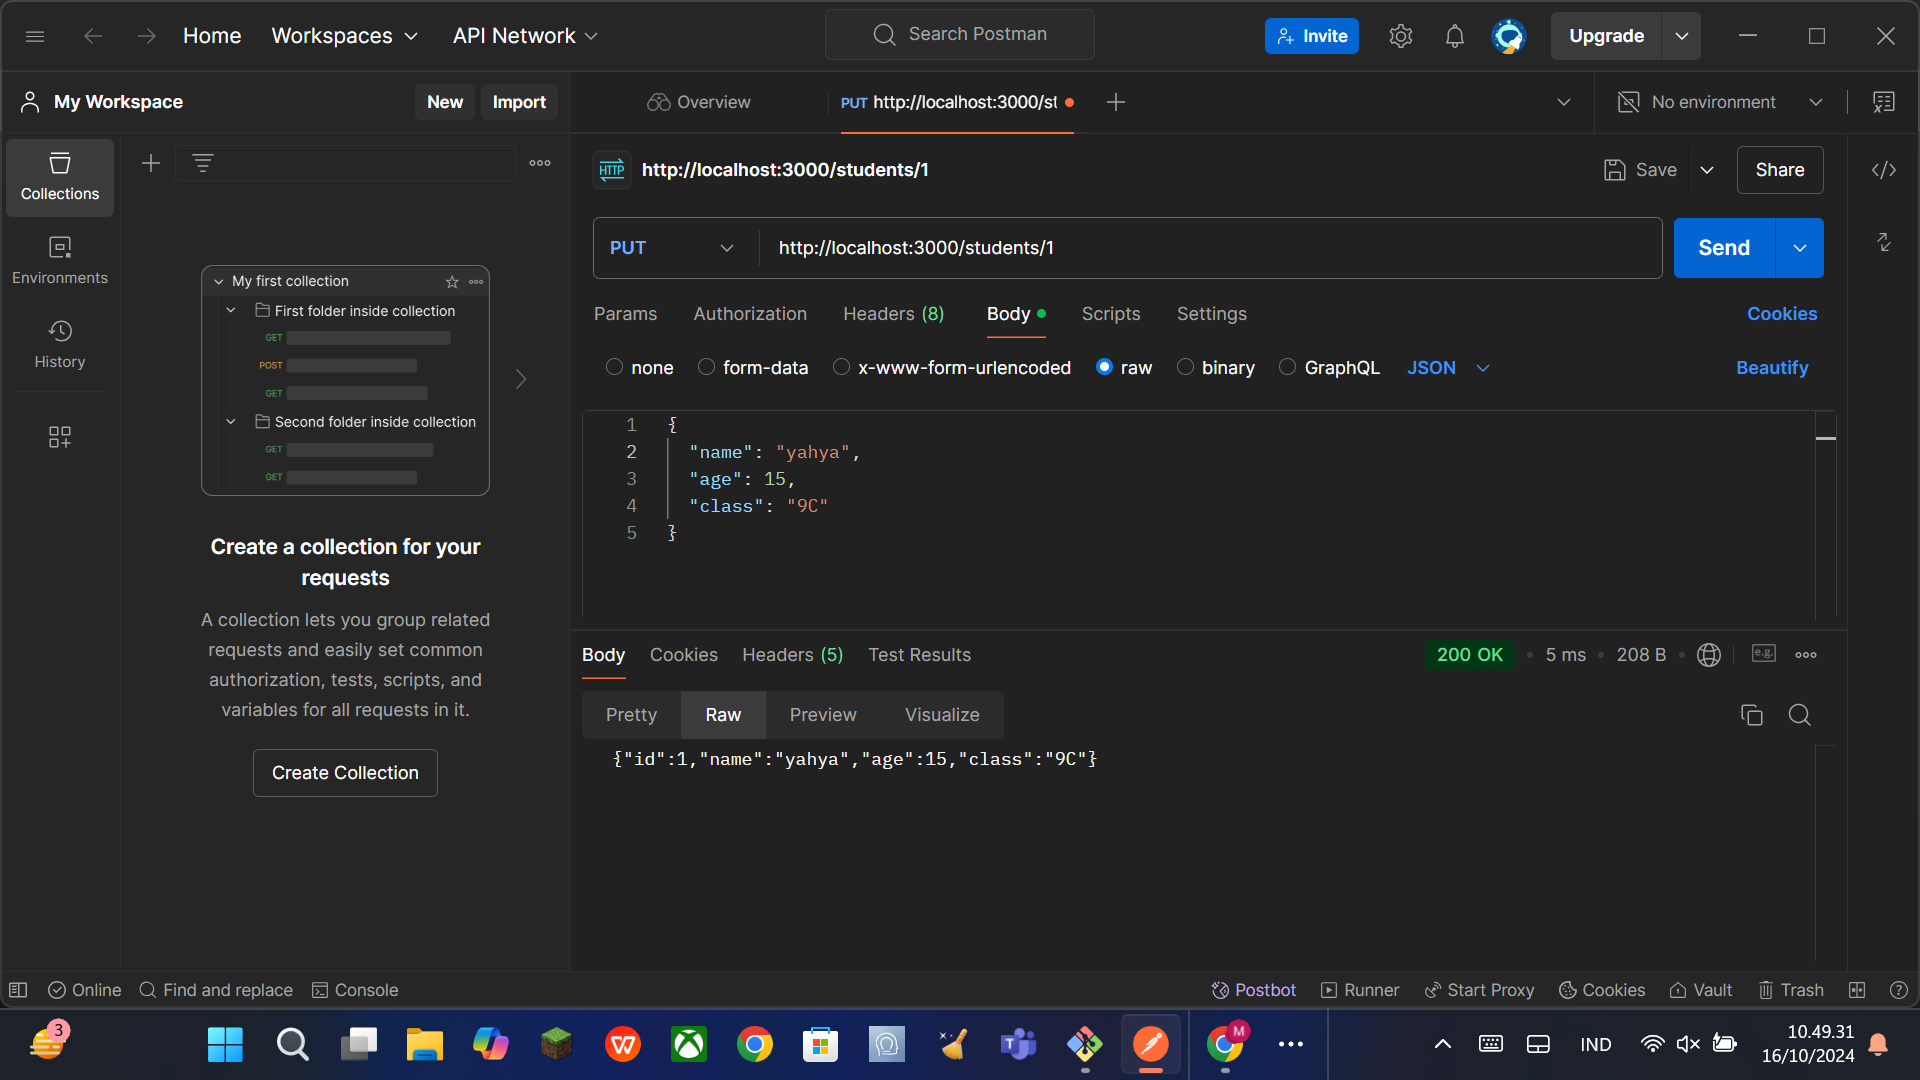 Home Workspaces API Network Search Postman Invite Upgrade
My Workspace New Import Overview PUT http://localhost:3000/st No environment
Collections
Environments
History
My first collection
First folder inside collection
GET
POST
GET
Second folder inside collection
GET
GET
Create a collection for your
requests
A collection lets you group related
requests and easily set common
authorization, tests, scripts, and
variables for all requests in it.
Create Collection
HTTP http://localhost:3000/students/1 Save Share
PUT http://localhost:3000/students/1 Send
Params Authorization Headers (8) Body Scripts Settings Cookies
none form-data x-www-form-urlencoded raw binary GraphQL JSON Beautify
1 {
2 "name": "yahya",
3 "age": 15,
4 "class": "9C"
5 }
Body Cookies Headers (5) Test Results 200 OK 5 ms 208 B e.g.
Pretty Raw Preview Visualize
{"id":1,"name":"yahya","age":15,"class":"9C"}
Online Find and replace Console Postbot Runner Start Proxy Cookies Vault Trash
3 W T M IND 10.49.31
16/10/2024